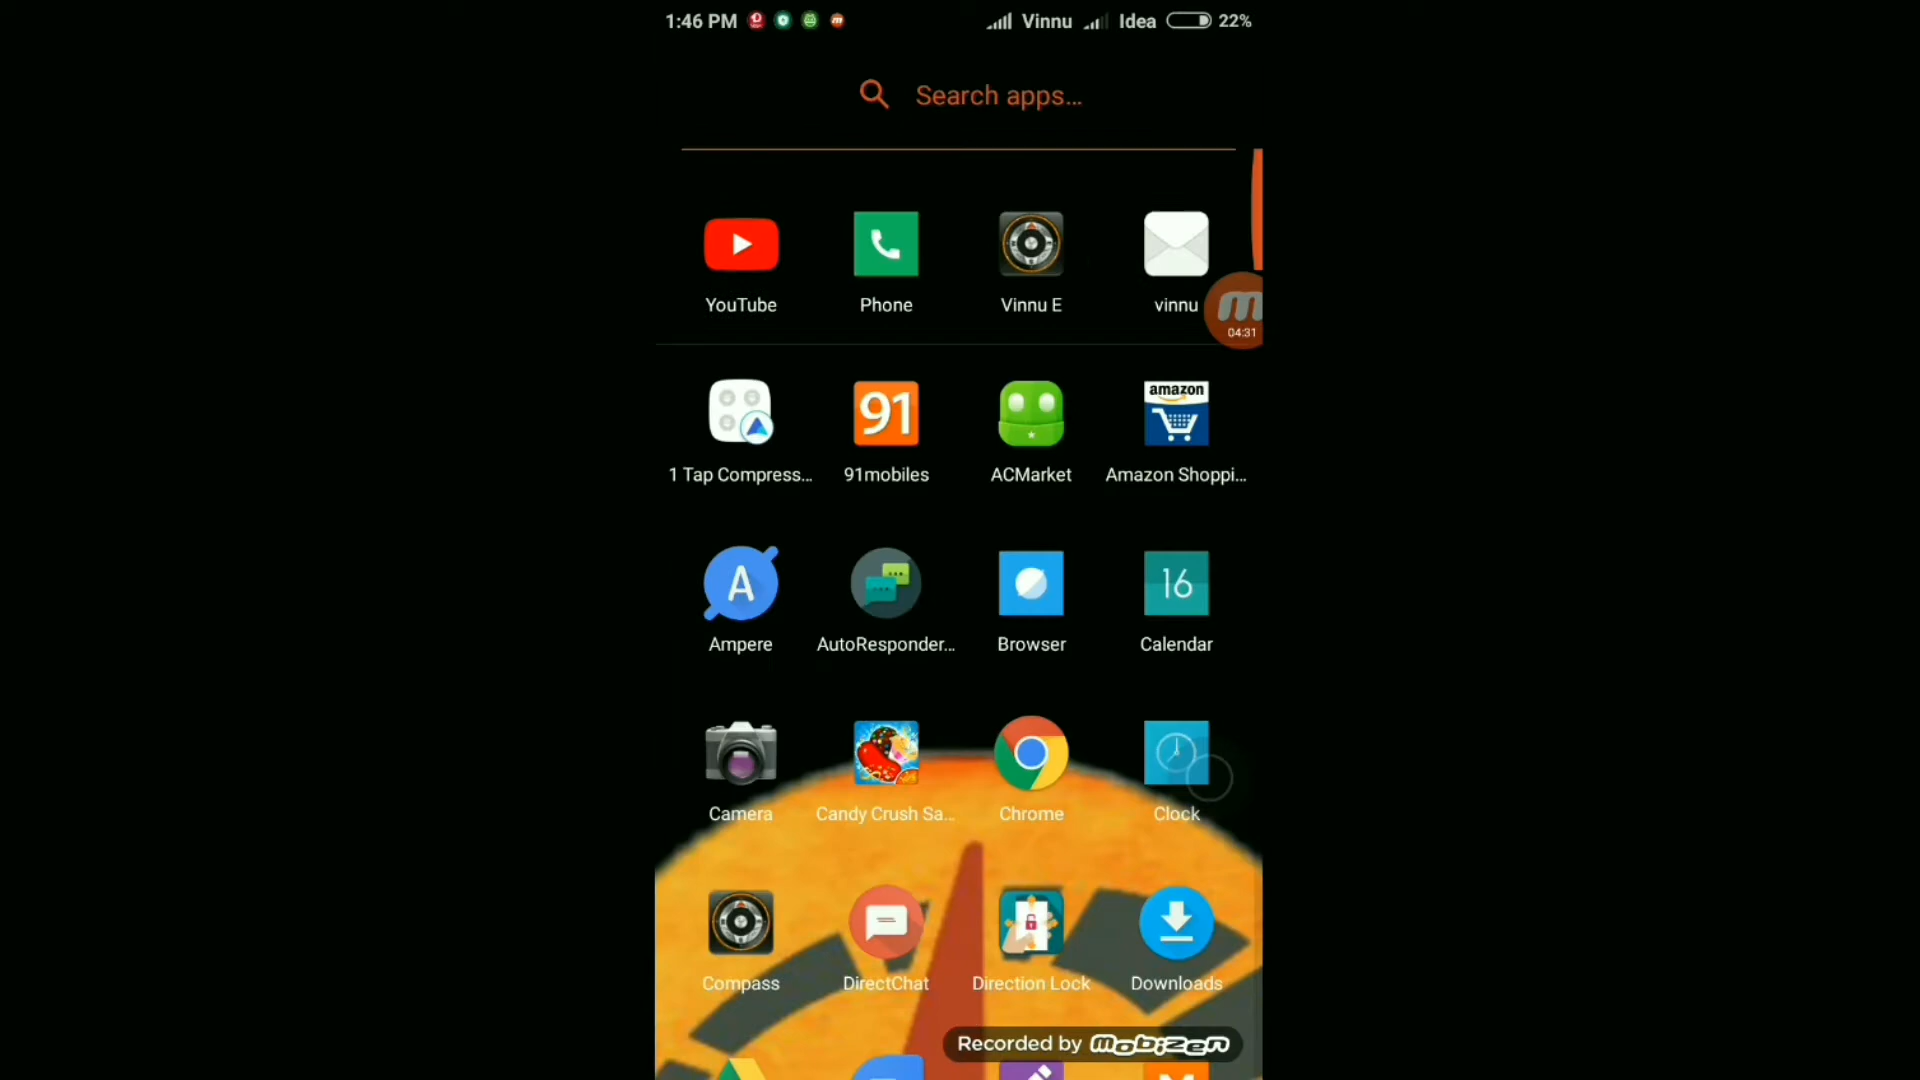 1:46 PM Vinnu Idea 22%
Search apps...
YouTube Phone Vinnu E vinnu
04:31
91 amazon
1 Tap Compress... 91mobiles ACMarket Amazon Shoppi...
A 16
Ampere AutoResponder... Browser Calendar
Camera Candy Crush Sa... Chrome Clock
Compass DirectChat Direction Lock Downloads
Recorded by mobizen